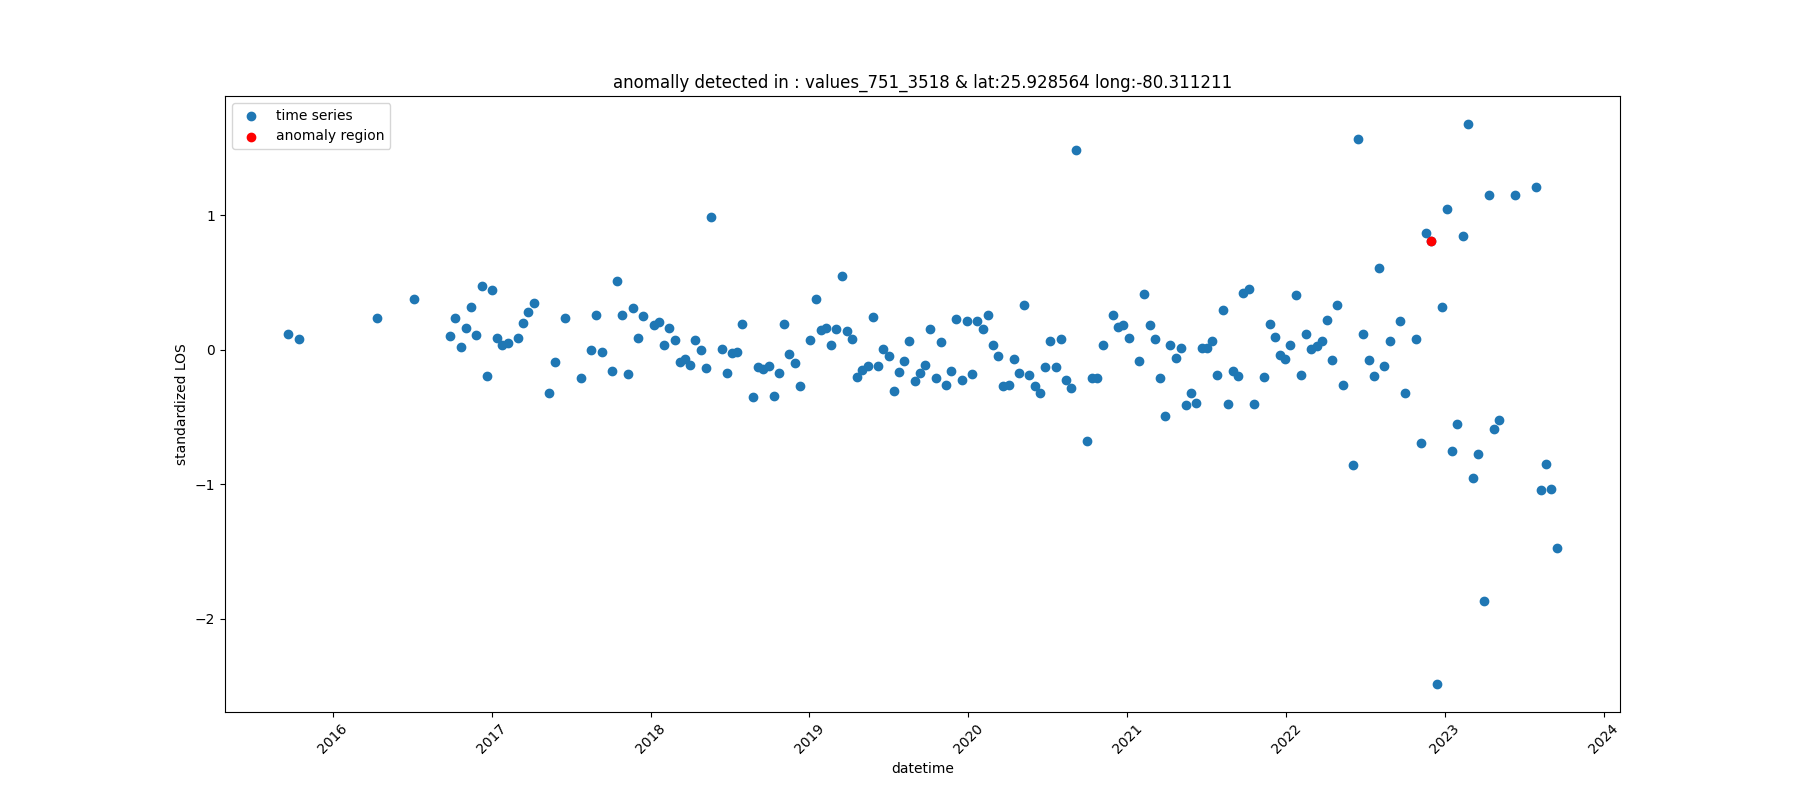 anomally detected in : values_751_3518 & lat:25.928564 long:-80.311211
time series
anomaly region
standardized LOS
1
0
−1
−2
2016
2017
2018
2019
2020
2021
2022
2023
2024
datetime